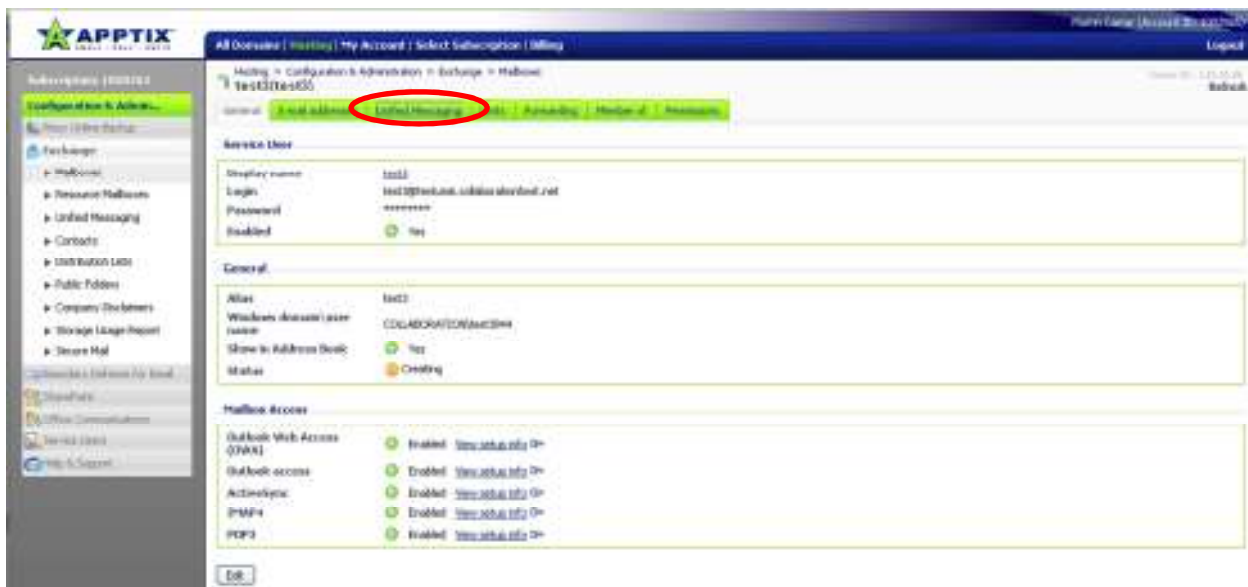 APPTIX
All Domains | Hosting | My Account | Select Subscription | Billing
Logout
Hosting > Configuration & Administration > Exchange > Mailboxes
Refresh
General E-mail addresses Unified Messaging Forwarding Member of Permissions
Configuration & Admin...
Exchange
Mailboxes
Resource Mailboxes
Unified Messaging
Contacts
Distribution Lists
Public Folders
Company Disclaimers
Storage Usage Report
Secure Mail
SharePoint
Office Communications
Service Users
Help & Support
Service User
Display name test3
Login
Password ********
Enabled Yes
General
Alias test3
Windows domain user name
Show in Address Book Yes
Status Creating
Mailbox Access
Outlook Web Access (OWA) Enabled View setup info
Outlook access Enabled View setup info
ActiveSync Enabled View setup info
IMAP4 Enabled View setup info
POP3 Enabled View setup info
Edit